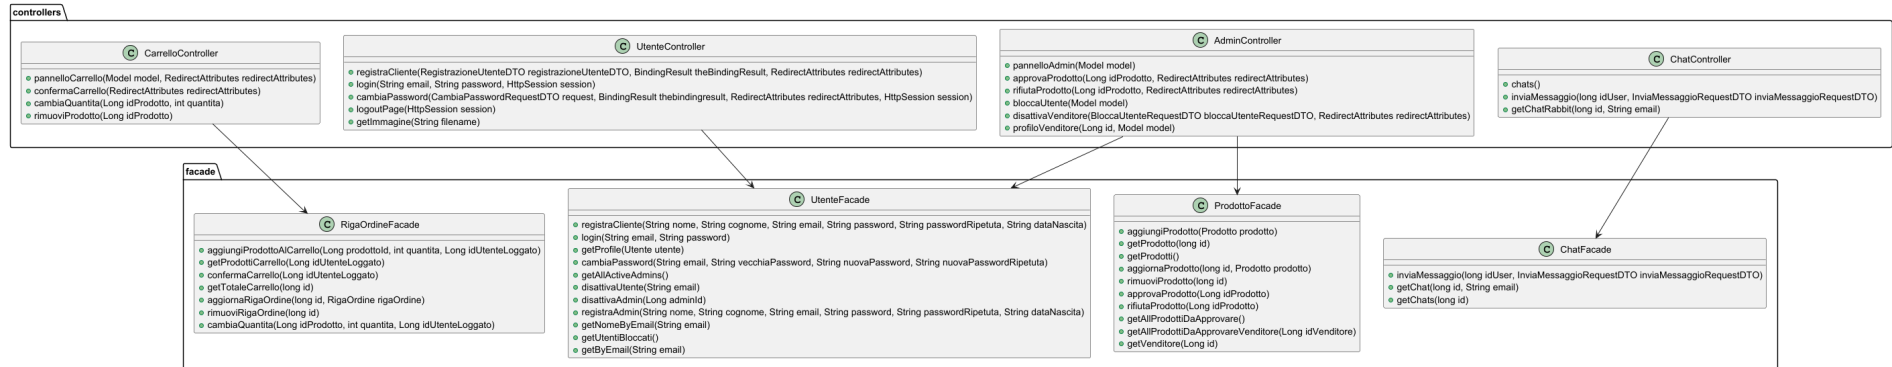 controllers
C CarrelloController
pannelloCarrello(Model model, RedirectAttributes redirectAttributes)
confermaCarrello(RedirectAttributes redirectAttributes)
cambiaQuantita(Long idProdotto, int quantita)
rimuoviProdotto(Long idProdotto)
C UtenteController
registraCliente(RegistrazioneUtenteDTO registrazioneUtenteDTO, BindingResult theBindingResult, RedirectAttributes redirectAttributes)
login(String email, String password, HttpSession session)
cambiaPassword(CambiaPasswordRequestDTO request, BindingResult thebindingresult, RedirectAttributes redirectAttributes, HttpSession session)
logoutPage(HttpSession session)
getImmagine(String filename)
C AdminController
pannelloAdmin(Model model)
approvaProdotto(Long idProdotto, RedirectAttributes redirectAttributes)
rifiutaProdotto(Long idProdotto, RedirectAttributes redirectAttributes)
bloccaUtente(Model model)
disattivaVenditore(BloccaUtenteRequestDTO bloccaUtenteRequestDTO, RedirectAttributes redirectAttributes)
profiloVenditore(Long id, Model model)
C ChatController
chats()
inviaMessaggio(long idUser, InviaMessaggioRequestDTO inviaMessaggioRequestDTO)
getChatRabbit(long id, String email)
facade
C RigaOrdineFacade
aggiungiProdottoAlCarrello(Long prodottoId, int quantita, Long idUtenteLoggato)
getProdottiCarrello(Long idUtenteLoggato)
confermaCarrello(Long idUtenteLoggato)
getTotaleCarrello(long id)
aggiornaRigaOrdine(long id, RigaOrdine rigaOrdine)
rimuoviRigaOrdine(long id)
cambiaQuantita(Long idProdotto, int quantita, Long idUtenteLoggato)
C UtenteFacade
registraCliente(String nome, String cognome, String email, String password, String passwordRipetuta, String dataNascita)
login(String email, String password)
getProfile(Utente utente)
cambiaPassword(String email, String vecchiaPassword, String nuovaPassword, String nuovaPasswordRipetuta)
getAllActiveAdmins()
disattivaUtente(String email)
disattivaAdmin(Long adminId)
registraAdmin(String nome, String cognome, String email, String password, String passwordRipetuta, String dataNascita)
getNomeByEmail(String email)
getUtentiBloccati()
getByEmail(String email)
C ProdottoFacade
aggiungiProdotto(Prodotto prodotto)
getProdotto(long id)
getProdotti()
aggiornaProdotto(long id, Prodotto prodotto)
rimuoviProdotto(long id)
approvaProdotto(Long idProdotto)
rifiutaProdotto(Long idProdotto)
getAllProdottiDaApprovare()
getAllProdottiDaApprovareVenditore(Long idVenditore)
getVenditore(Long id)
C ChatFacade
inviaMessaggio(long idUser, InviaMessaggioRequestDTO inviaMessaggioRequestDTO)
getChat(long id, String email)
getChats(long id)